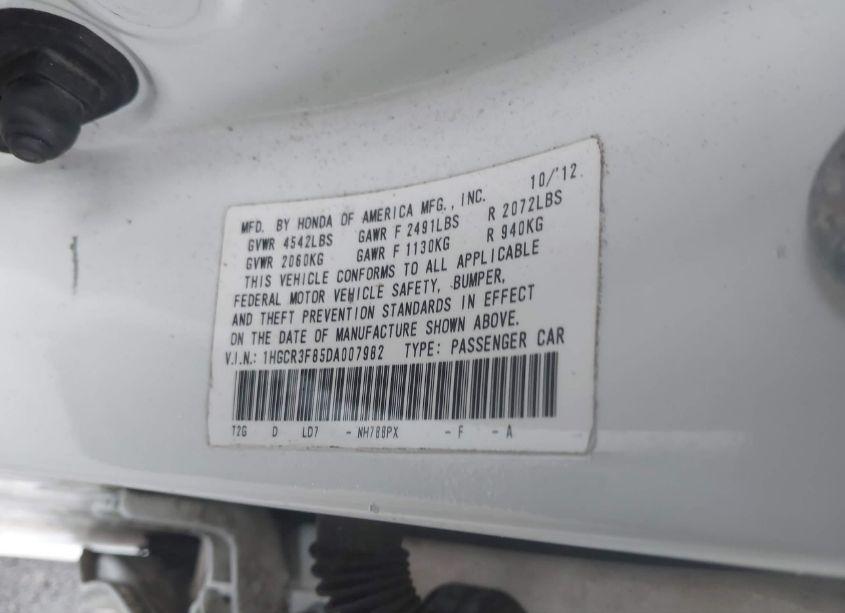 MFD. BY HONDA OF AMERICA MFG., INC. 10/'12.
GVWR 4542LBS GAWR F 2491LBS R 2072LBS
GVWR 2060KG GAWR F 1130KG R 940KG
THIS VEHICLE CONFORMS TO ALL APPLICABLE
FEDERAL MOTOR VEHICLE SAFETY, BUMPER,
AND THEFT PREVENTION STANDARDS IN EFFECT
ON THE DATE OF MANUFACTURE SHOWN ABOVE.
V.I.N.: 1HGCR3F85DA007982 TYPE: PASSENGER CAR
T2G D LD7 - NH788PX - F - A